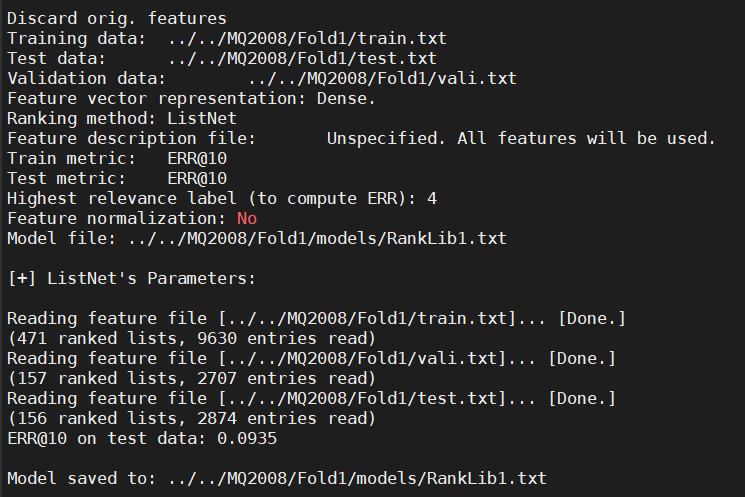 Discard orig. features
Training data:  ../../MQ2008/Fold1/train.txt
Test data:      ../../MQ2008/Fold1/test.txt
Validation data:        ../../MQ2008/Fold1/vali.txt
Feature vector representation: Dense.
Ranking method: ListNet
Feature description file:       Unspecified. All features will be used.
Train metric:   ERR@10
Test metric:    ERR@10
Highest relevance label (to compute ERR): 4
Feature normalization: No
Model file: ../../MQ2008/Fold1/models/RankLib1.txt

[+] ListNet's Parameters:

Reading feature file [../../MQ2008/Fold1/train.txt]... [Done.]
(471 ranked lists, 9630 entries read)
Reading feature file [../../MQ2008/Fold1/vali.txt]... [Done.]
(157 ranked lists, 2707 entries read)
Reading feature file [../../MQ2008/Fold1/test.txt]... [Done.]
(156 ranked lists, 2874 entries read)
ERR@10 on test data: 0.0935

Model saved to: ../../MQ2008/Fold1/models/RankLib1.txt